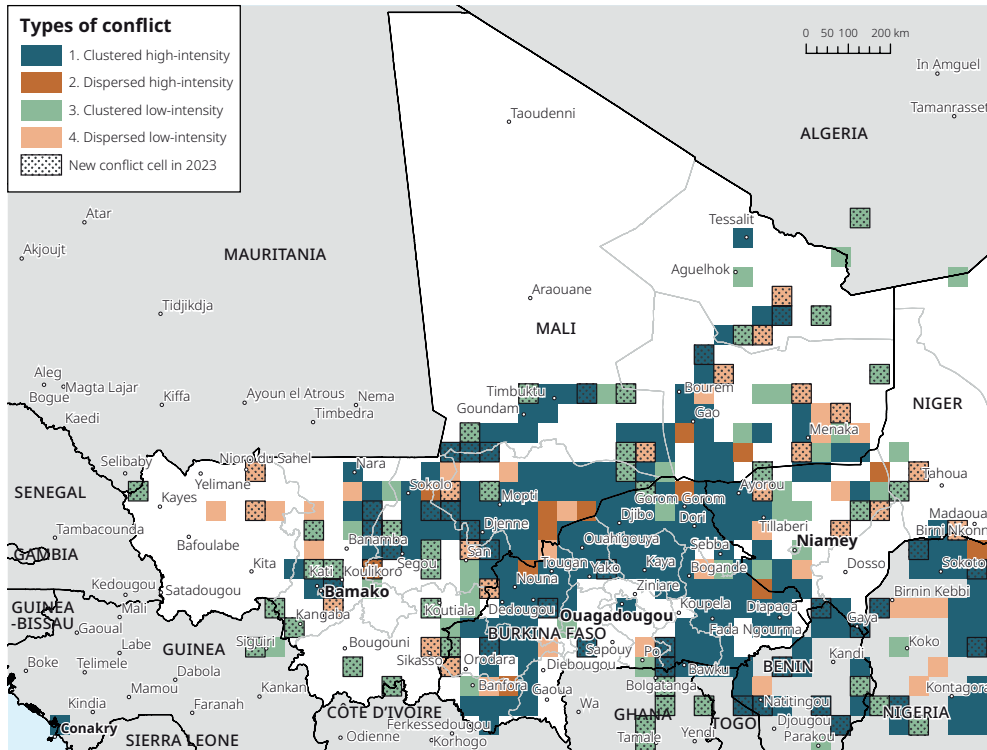 Types of conflict
1. Clustered high-intensity
2. Dispersed high-intensity
3. Clustered low-intensity
4. Dispersed low-intensity
New conflict cell in 2023
0 50 100 200 km
In Amguel
Tamanrasset
Taoudenni
ALGERIA
Atar
Tessalit
Akjoujt
MAURITANIA
Aguelhok
Araouane
Tidjikdja
MALI
Aleg
Magta Lajar
Bogue
Kiffa
Ayoun el Atrous
Nema
Timbuktu
Bourem
Kaedi
Timbedra
Goundam
Gao
NIGER
Menaka
Selibaby
Nioro du Sahel
Nara
Tahoua
Yelimane
Sokolo
Ayorou
SENEGAL
Kayes
Mopti
Gorom Gorom
Djibo
Dori
Madaoua
Tambacounda
Djenne
Tillaberi
Birni Nkonni
Bafoulabe
Banamba
Ouahigouya
Niamey
GAMBIA
San
Sebba
Kita
Kati
Koulikoro
Segou
Tougan
Yako
Kaya
Bogande
Dosso
Sokoto
Kedougou
Satadougou
Bamako
Nouna
Ziniare
Birnin Kebbi
GUINEA
-BISSAU
Mali
Kangaba
Koutiala
Dedougou
Ouagadougou
Koupela
Diapaga
Gaya
Gaoual
Siguiri
BURKINA FASO
Fada Ngourma
Labe
GUINEA
Bougouni
Sapouy
Koko
Boke
Telimele
Dabola
Sikasso
Orodara
Diebougou
Po
Bawku
BENIN
Kandi
Mamou
Kankan
Banfora
Gaoua
Bolgatanga
Kontagora
Kindia
Faranah
CÔTE D'IVOIRE
Wa
GHANA
Natitingou
NIGERIA
Conakry
Ferkessedougou
TOGO
Djougou
SIERRA LEONE
Odienne
Korhogo
Tamale
Yendi
Parakou